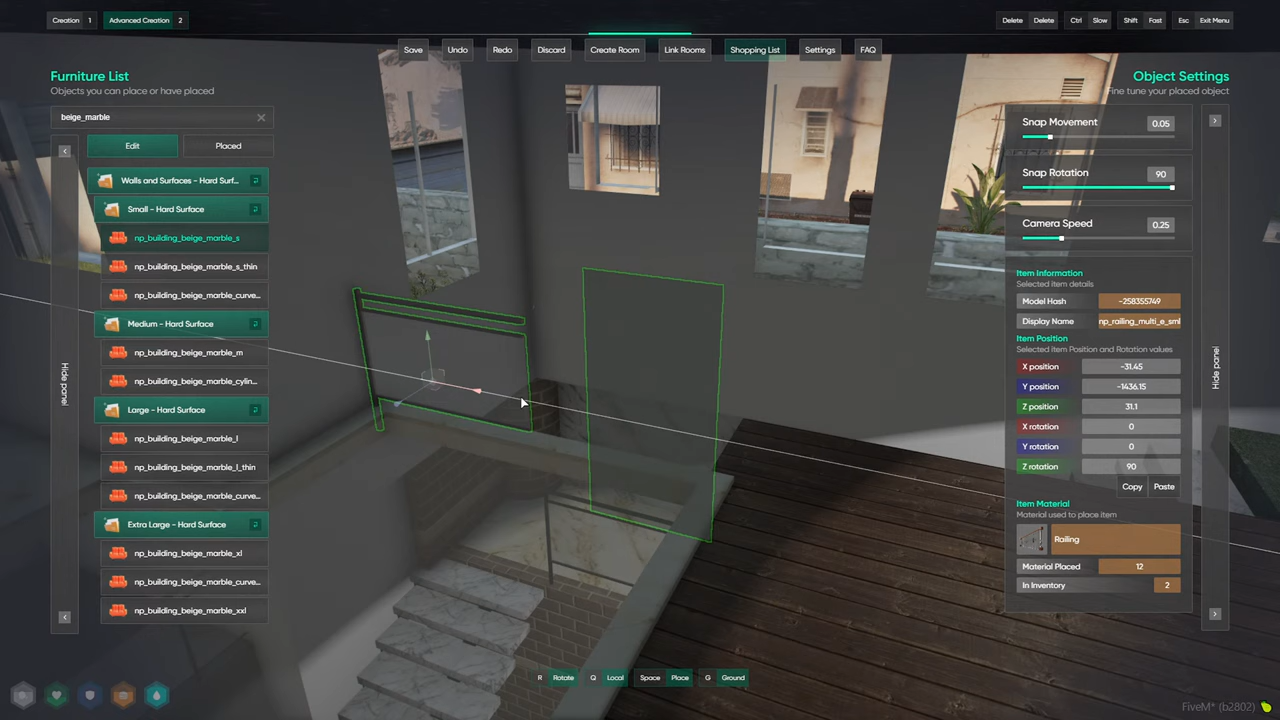 Creation 1 Advanced Creation 2
Delete Delete Ctrl Slow Shift Fast Esc Exit Menu
Save Undo Redo Discard Create Room Link Rooms Shopping List Settings FAQ
Furniture List
Objects you can place or have placed
beige_marble
Edit Placed
Hide panel
Walls and Surfaces - Hard Surf...
Small - Hard Surface
np_building_beige_marble_s
np_building_beige_marble_s_thin
np_building_beige_marble_curve...
Medium - Hard Surface
np_building_beige_marble_m
np_building_beige_marble_cylin...
Large - Hard Surface
np_building_beige_marble_l
np_building_beige_marble_l_thin
np_building_beige_marble_curve...
Extra Large - Hard Surface
np_building_beige_marble_xl
np_building_beige_marble_curve...
np_building_beige_marble_xxl
Object Settings
Fine tune your placed object
Snap Movement 0.05
Snap Rotation 90
Camera Speed 0.25
Item Information
Selected item details
Model Hash -258355749
Display Name np_railing_multi_e_sml
Item Position
Selected item Position and Rotation values
X position -31.45
Y position -1436.15
Z position 31.1
X rotation 0
Y rotation 0
Z rotation 90
Copy Paste
Item Material
Material used to place item
Railing
Material Placed 12
In Inventory 2
Hide panel
R Rotate Q Local Space Place G Ground
FiveM* (b2802)